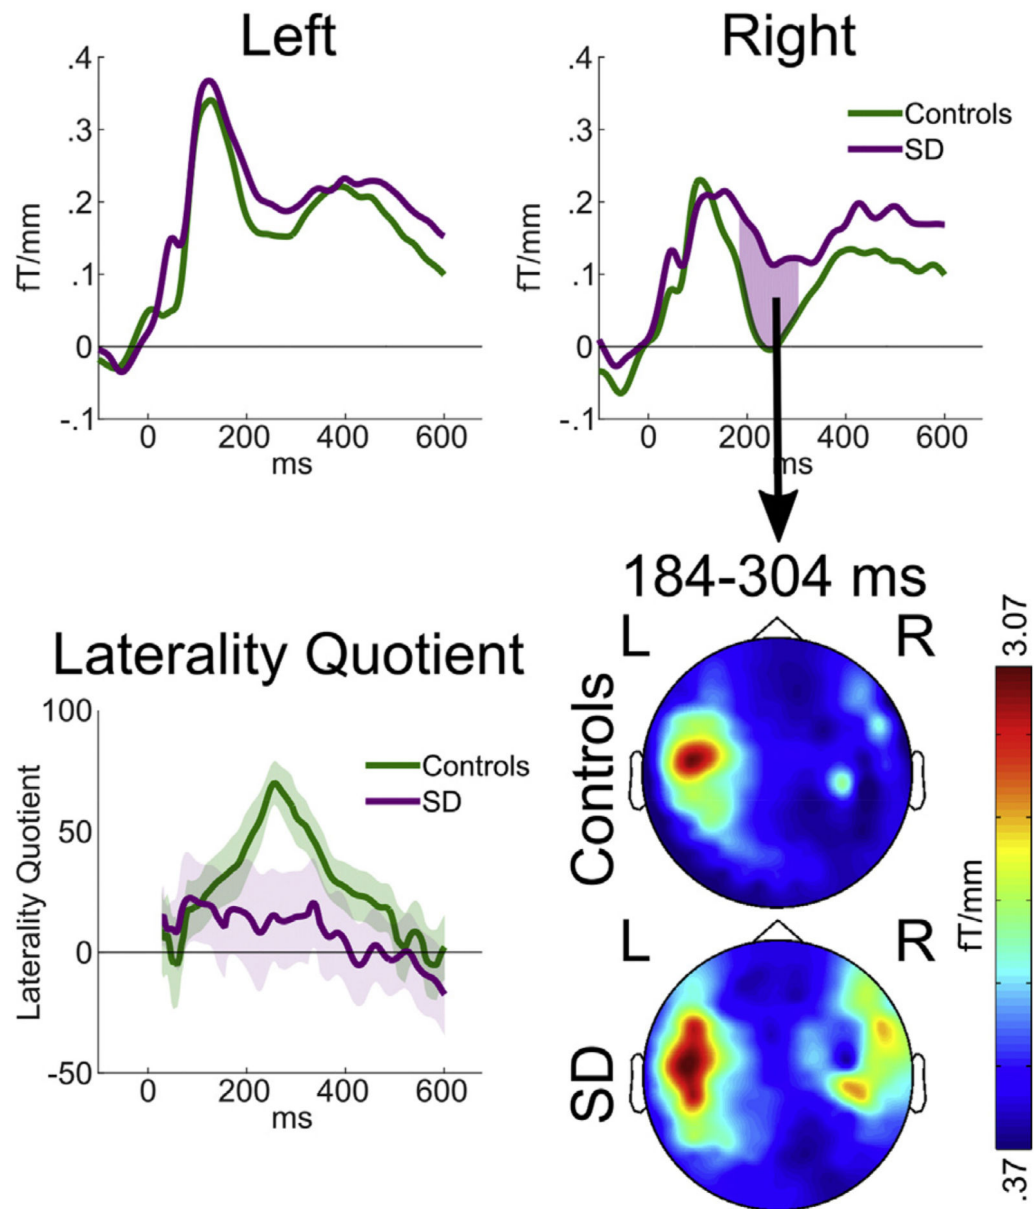 Left
.4
.3
.2
.1
0
-.1
fT/mm
0 200 400 600
ms
Right
.4
.3
.2
.1
0
-.1
fT/mm
0 200 400 600
ms
Controls
SD
Laterality Quotient
100
50
0
-50
Laterality Quotient
0 200 400 600
ms
Controls
SD
184-304 ms
L R
Controls
L R
SD
3.07
fT/mm
.37